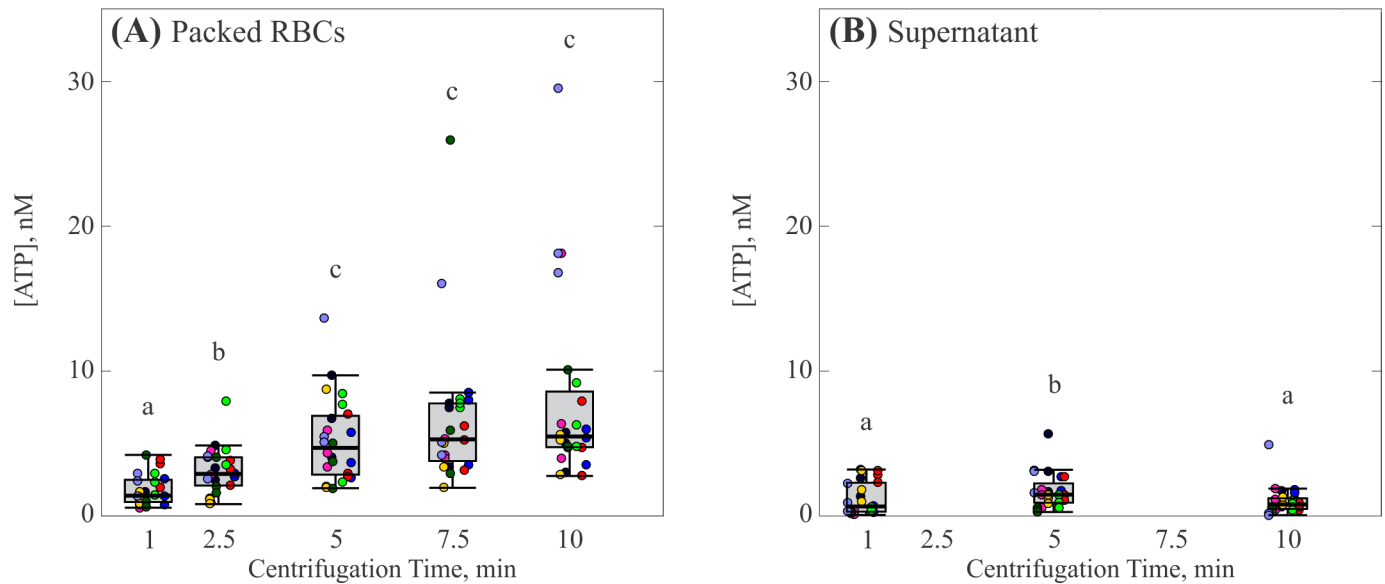 (A) Packed RBCs
c
c
c
b
a
30
20
10
0
[ATP], nM
1 2.5 5 7.5 10
Centrifugation Time, min
(B) Supernatant
a
b
a
30
20
10
0
[ATP], nM
1 2.5 5 7.5 10
Centrifugation Time, min